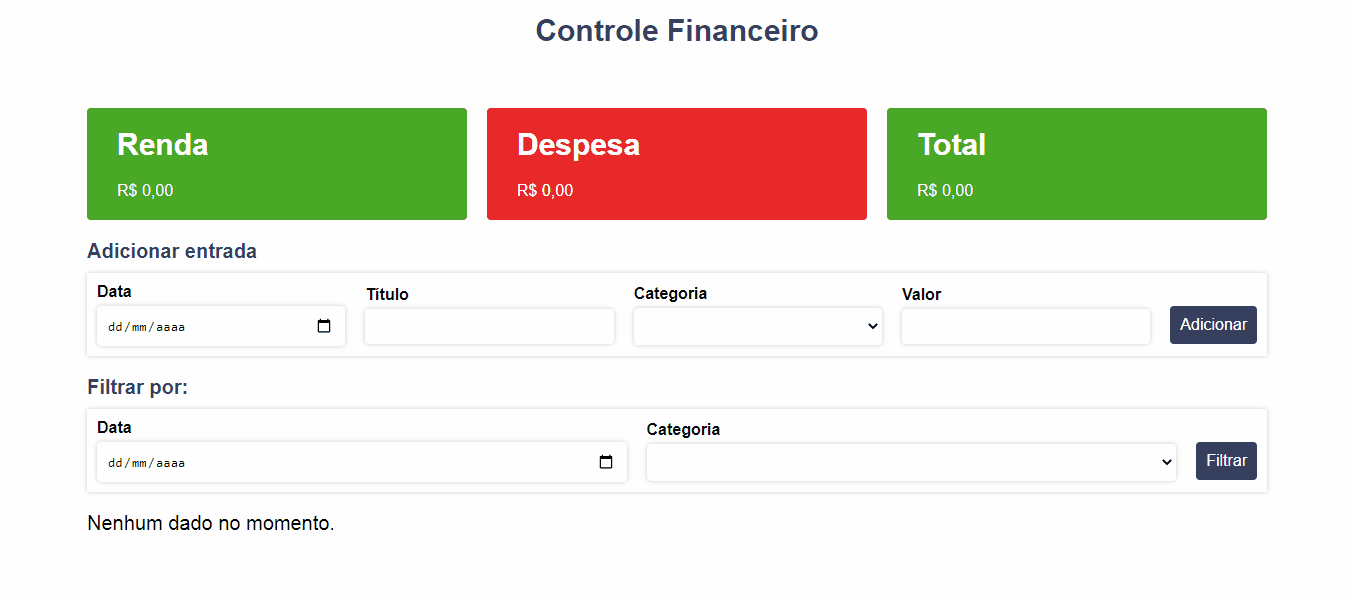 Controle Financeiro
Renda
R$ 0,00
Despesa
R$ 0,00
Total
R$ 0,00
Adicionar entrada
Data
dd/mm/aaaa
Título
Categoria
Valor
Adicionar
Filtrar por:
Data
dd/mm/aaaa
Categoria
Filtrar
Nenhum dado no momento.